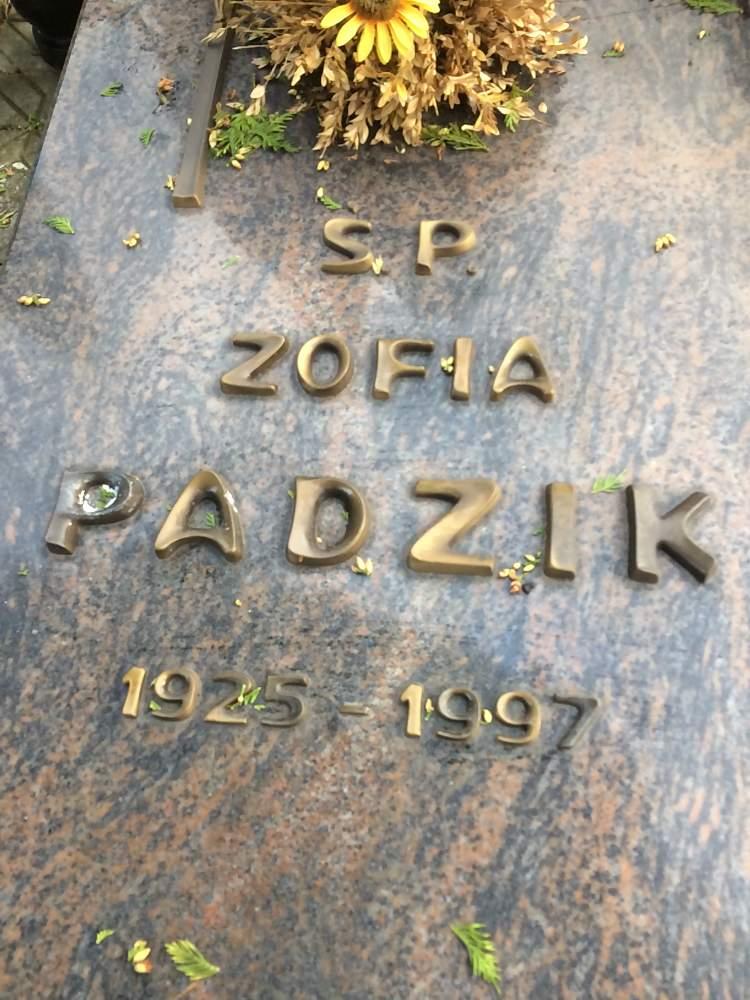 S.P.
ZOFIA
PADZIK
1925-1997